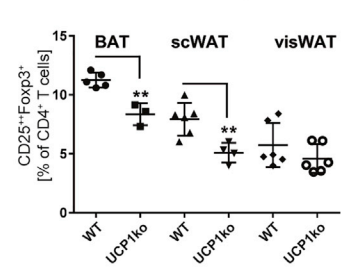 BAT scWAT visWAT
CD25⁺⁺Foxp3⁺
[% of CD4⁺ T cells]
15
10
5
0
**
**
WT UCP1ko WT UCP1ko WT UCP1ko